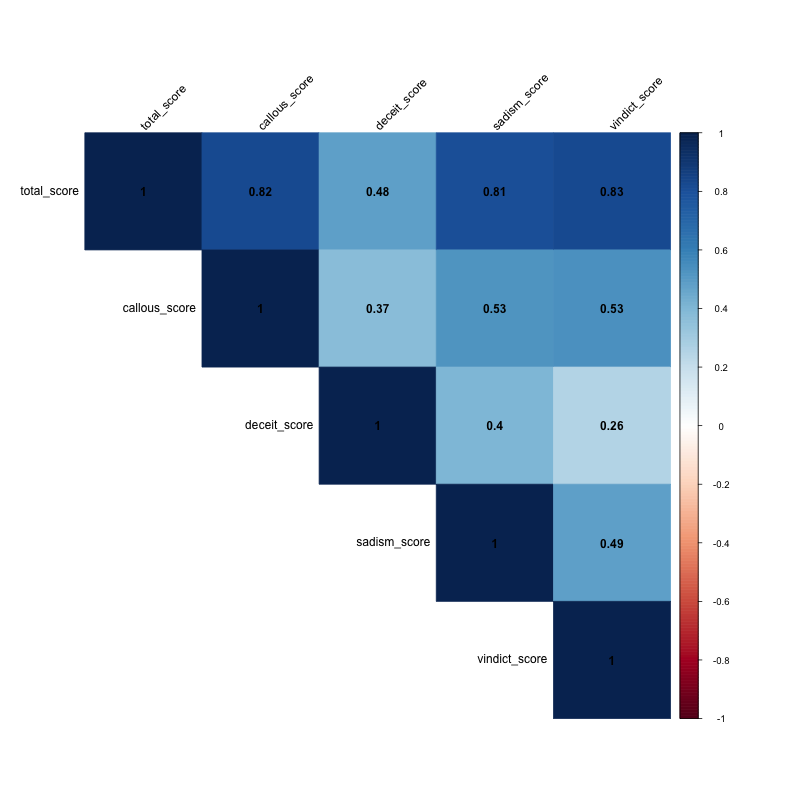 total_score callous_score deceit_score sadism_score vindict_score
total_score 1 0.82 0.48 0.81 0.83
callous_score 1 0.37 0.53 0.53
deceit_score 1 0.4 0.26
sadism_score 1 0.49
vindict_score 1
1
0.8
0.6
0.4
0.2
0
-0.2
-0.4
-0.6
-0.8
-1